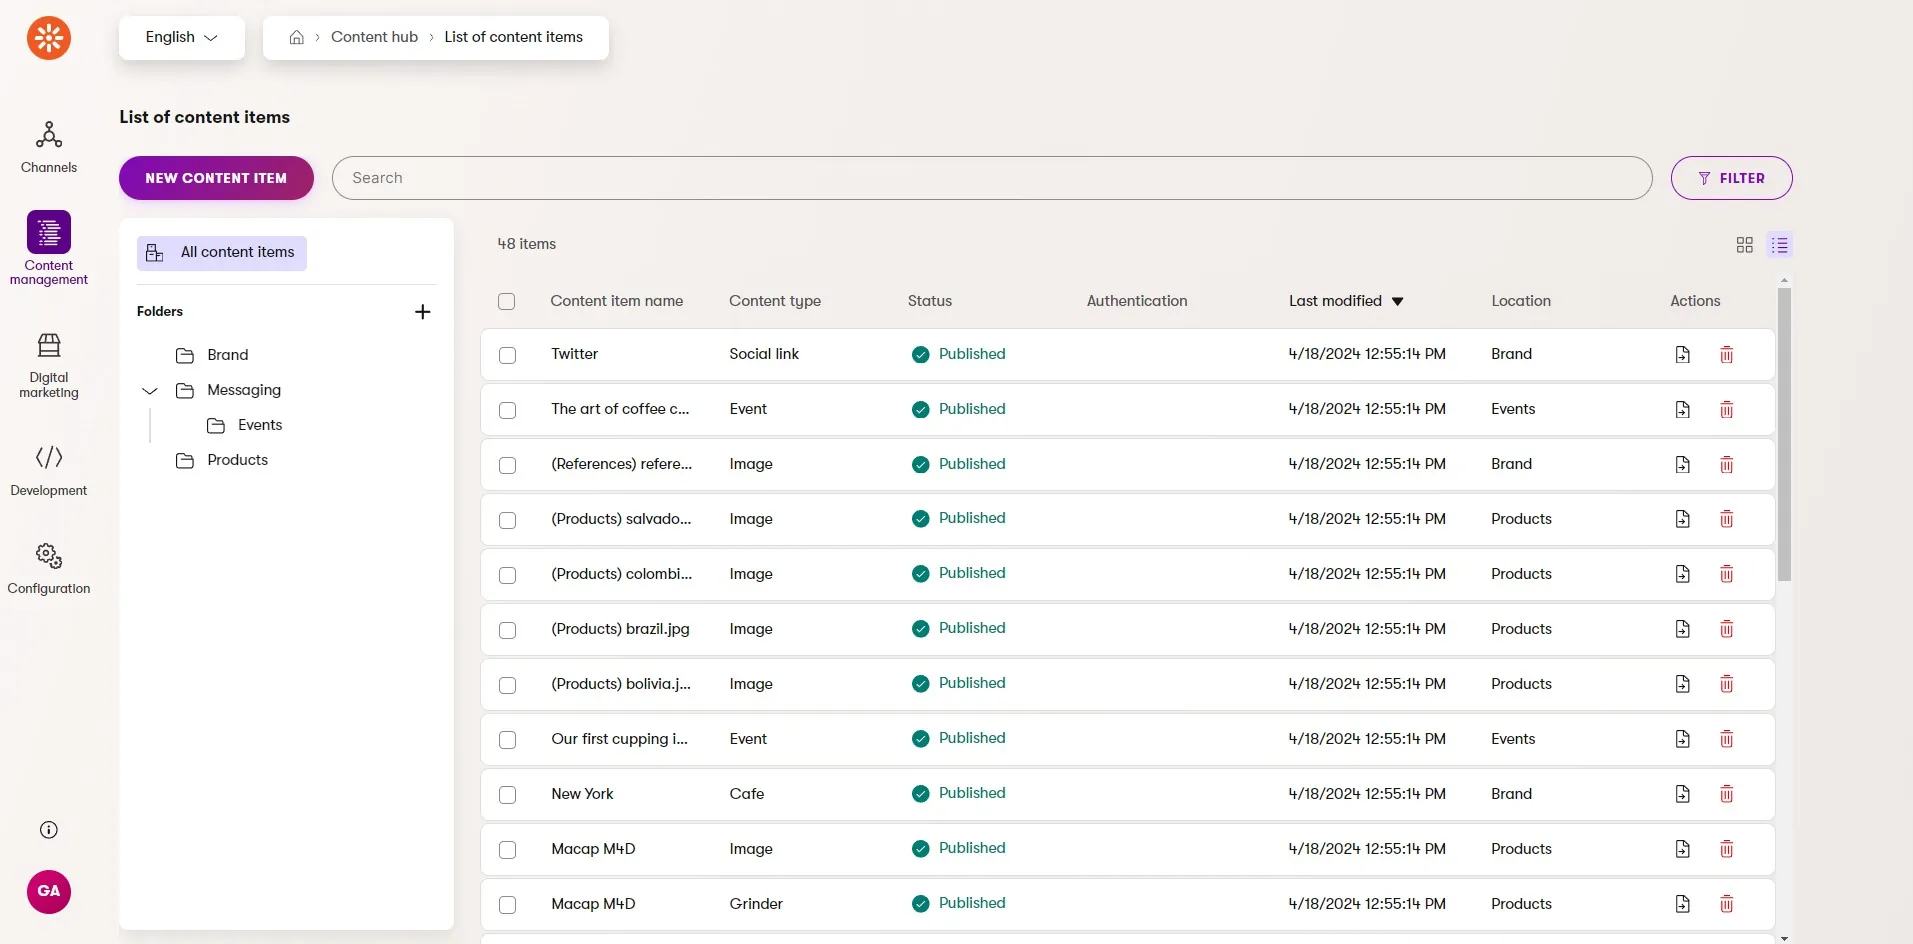 English
Content hub
List of content items
List of content items
NEW CONTENT ITEM
Search
FILTER
Channels
Content
management
Digital
marketing
Development
Configuration
GA
All content items
Folders
Brand
Messaging
Events
Products
48 items
Content item name Content type Status Authentication Last modified Location Actions
Twitter Social link Published 4/18/2024 12:55:14 PM Brand
The art of coffee c... Event Published 4/18/2024 12:55:14 PM Events
(References) refere... Image Published 4/18/2024 12:55:14 PM Brand
(Products) salvado... Image Published 4/18/2024 12:55:14 PM Products
(Products) colombi... Image Published 4/18/2024 12:55:14 PM Products
(Products) brazil.jpg Image Published 4/18/2024 12:55:14 PM Products
(Products) bolivia.j... Image Published 4/18/2024 12:55:14 PM Products
Our first cupping i... Event Published 4/18/2024 12:55:14 PM Events
New York Cafe Published 4/18/2024 12:55:14 PM Brand
Macap M4D Image Published 4/18/2024 12:55:14 PM Products
Macap M4D Grinder Published 4/18/2024 12:55:14 PM Products